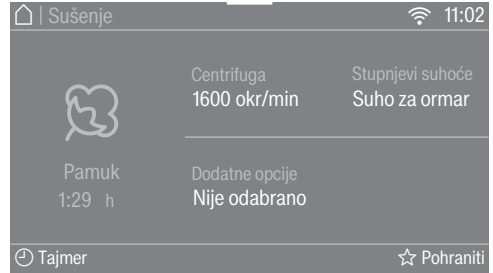 | Sušenje
11:02
Centrifuga
1600 okr/min
Stupnjevi suhoće
Suho za ormar
Pamuk
1:29 h
Dodatne opcije
Nije odabrano
Tajmer
Pohraniti